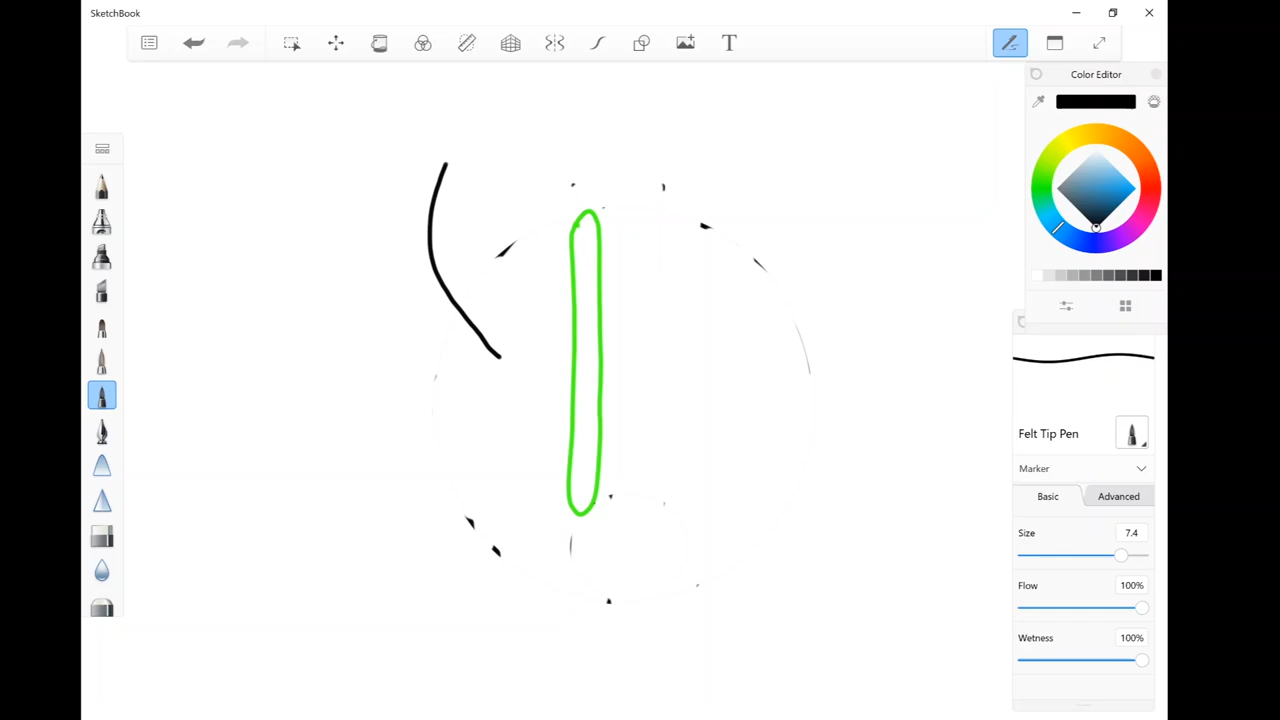 SketchBook
T
Color Editor
Felt Tip Pen
Marker
Basic Advanced
Size 7.4
Flow 100%
Wetness 100%